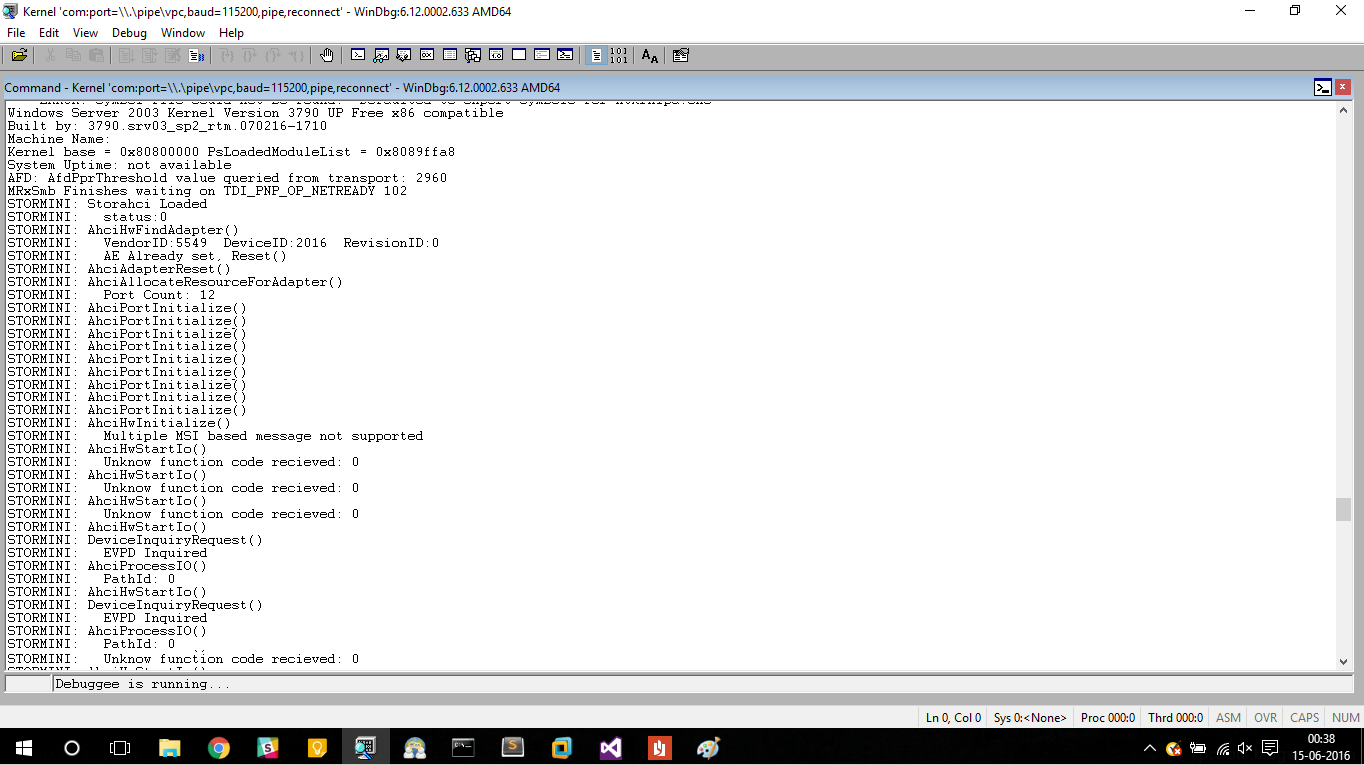 Kernel 'com:port=\\.\pipe\vpc,baud=115200,pipe,reconnect' - WinDbg:6.12.0002.633 AMD64
File Edit View Debug Window Help
Command - Kernel 'com:port=\\.\pipe\vpc,baud=115200,pipe,reconnect' - WinDbg:6.12.0002.633 AMD64
Windows Server 2003 Kernel Version 3790 UP Free x86 compatible
Built by: 3790.srv03_sp2_rtm.070216-1710
Machine Name:
Kernel base = 0x80800000 PsLoadedModuleList = 0x8089ffa8
System Uptime: not available
AFD: AfdPprThreshold value queried from transport: 2960
MRxSmb Finishes waiting on TDI_PNP_OP_NETREADY 102
STORMINI: Storahci Loaded
STORMINI:   status:0
STORMINI: AhciHwFindAdapter()
STORMINI:   VendorID:5549  DeviceID:2016  RevisionID:0
STORMINI:   AE Already set, Reset()
STORMINI: AhciAdapterReset()
STORMINI: AhciAllocateResourceForAdapter()
STORMINI:   Port Count: 12
STORMINI: AhciPortInitialize()
STORMINI: AhciPortInitialize()
STORMINI: AhciPortInitialize()
STORMINI: AhciPortInitialize()
STORMINI: AhciPortInitialize()
STORMINI: AhciPortInitialize()
STORMINI: AhciPortInitialize()
STORMINI: AhciPortInitialize()
STORMINI: AhciPortInitialize()
STORMINI: AhciHwInitialize()
STORMINI:   Multiple MSI based message not supported
STORMINI: AhciHwStartIo()
STORMINI:   Unknow function code recieved: 0
STORMINI: AhciHwStartIo()
STORMINI:   Unknow function code recieved: 0
STORMINI: AhciHwStartIo()
STORMINI:   Unknow function code recieved: 0
STORMINI: AhciHwStartIo()
STORMINI: DeviceInquiryRequest()
STORMINI:   EVPD Inquired
STORMINI: AhciProcessIO()
STORMINI:   PathId: 0
STORMINI: AhciHwStartIo()
STORMINI: DeviceInquiryRequest()
STORMINI:   EVPD Inquired
STORMINI: AhciProcessIO()
STORMINI:   PathId: 0
STORMINI:   Unknow function code recieved: 0
Debuggee is running...
Ln 0, Col 0 Sys 0:<None> Proc 000:0 Thrd 000:0 ASM OVR CAPS NUM
00:38
15-06-2016